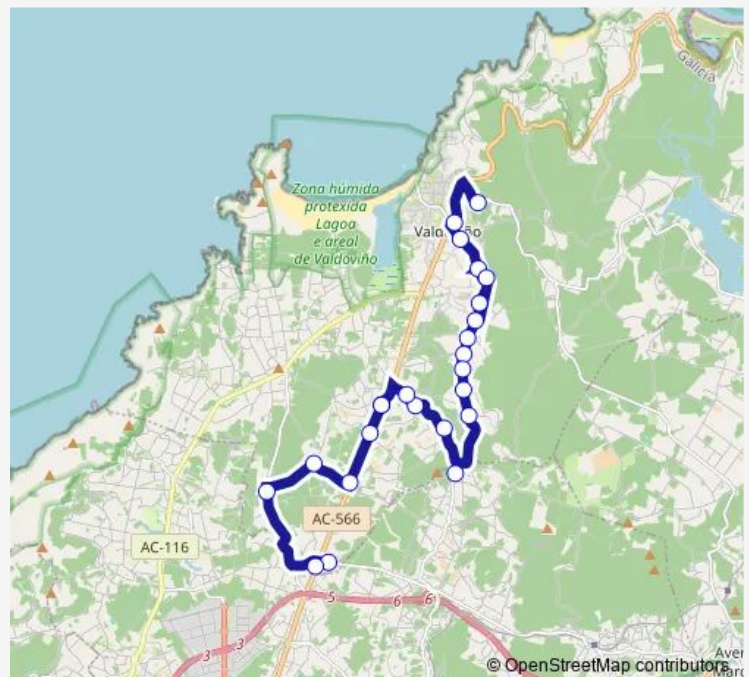 Galicia
Zona húmida
protexida
Lagoa
e areal
de Valdoviño
AC-566
AC-116
5
6
6
3
3
© OpenStreetMap contributors